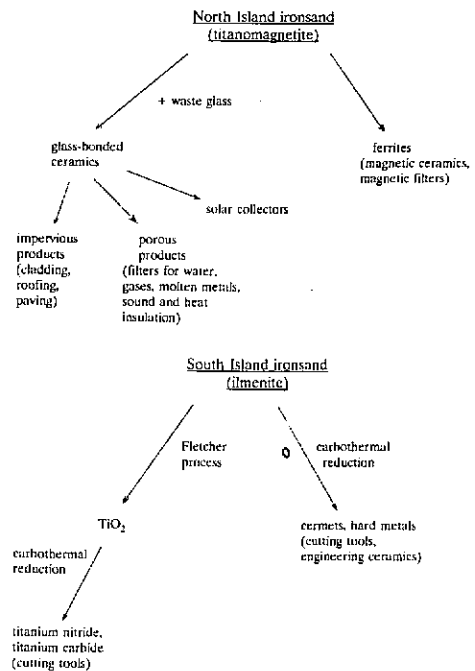 North Island ironsand
(titanomagnetite)
+ waste glass
glass-bonded
ceramics
ferrites
(magnetic ceramics,
magnetic filters)
solar collectors
impervious
products
(cladding,
roofing,
paving)
porous
products
(filters for water,
gases, molten metals,
sound and heat
insulation)
South Island ironsand
(ilmenite)
Fletcher
process
carbothermal
reduction
TiO₂
cermets, hard metals
(cutting tools,
engineering ceramics)
carbothermal
reduction
titanium nitride,
titanium carbide
(cutting tools)